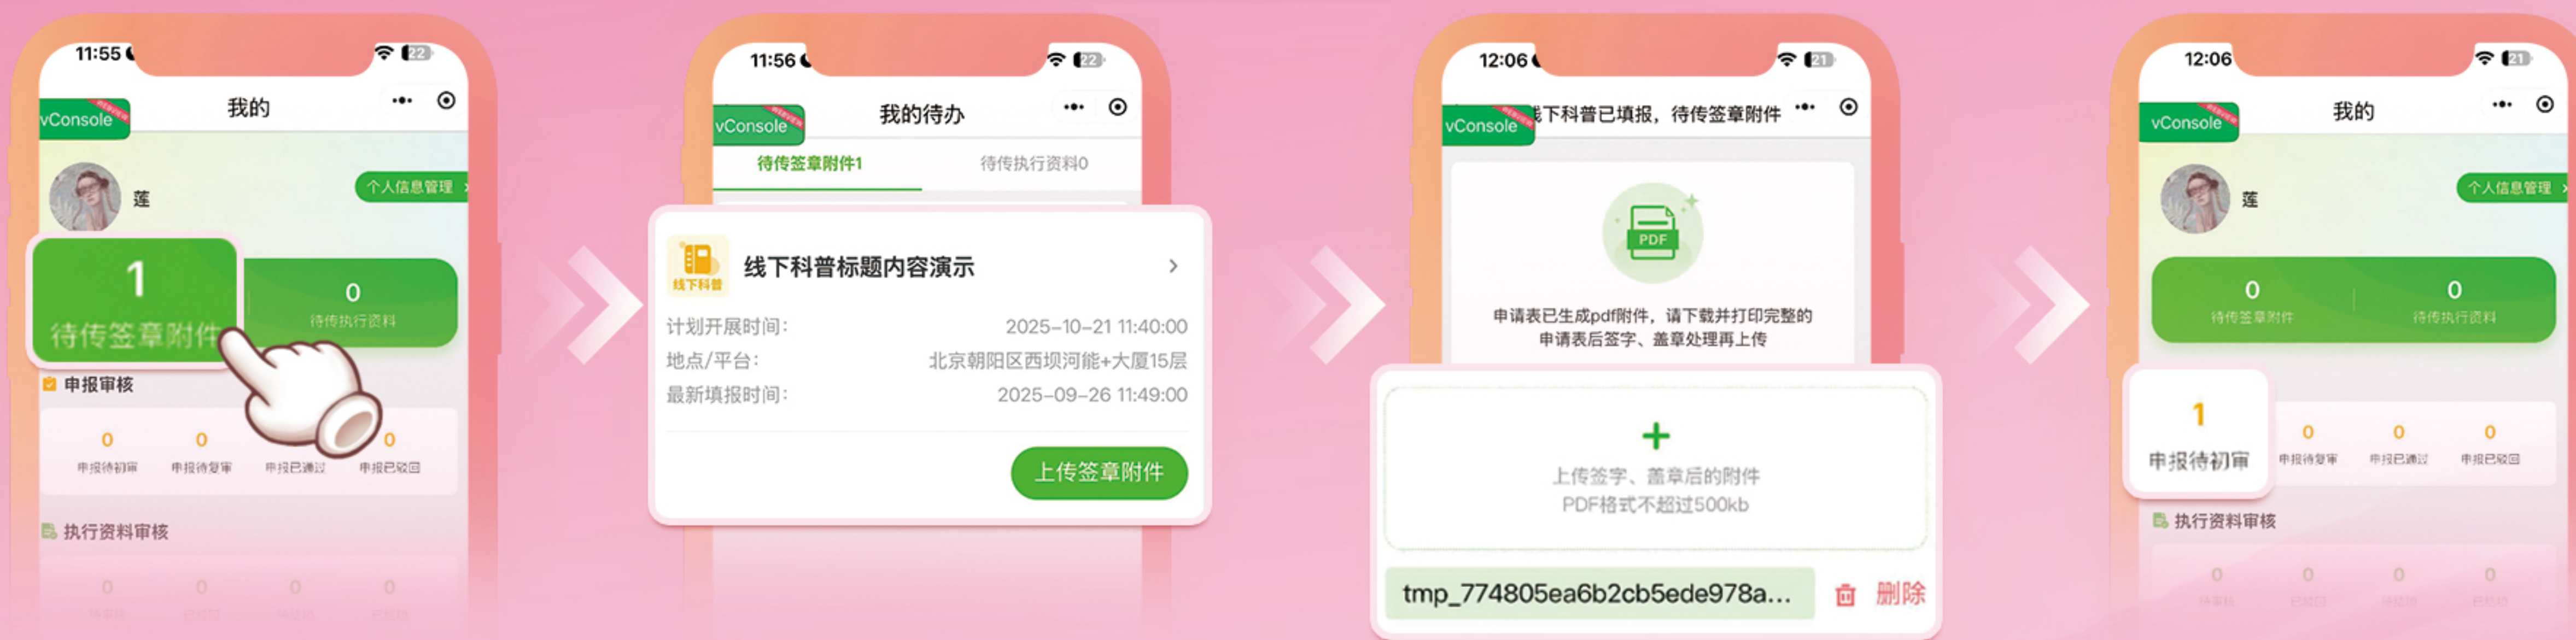 11:55
22
我的
vConsole
莲
个人信息管理
1
待传签章附件
0
待传执行资料
申报审核
0
0
0
申报待初审
申报待复审
申报已通过
申报已驳回
执行资料审核
0
0
0
0
11:56
22
我的待办
vConsole
待传签章附件1
待传执行资料0
线下科普
线下科普标题内容演示
计划开展时间:
2025-10-21 11:40:00
地点/平台:
北京朝阳区西坝河能+大厦15层
最新填报时间:
2025-09-26 11:49:00
上传签章附件
12:06
21
线下科普已填报，待传签章附件
vConsole
PDF
申请表已生成pdf附件，请下载并打印完整的
申请表后签字、盖章处理再上传
上传签字、盖章后的附件
PDF格式不超过500kb
tmp_774805ea6b2cb5ede978a...
删除
12:06
21
我的
vConsole
莲
个人信息管理
0
0
待传签章附件
待传执行资料
1
0
0
0
申报待初审
申报待复审
申报已通过
申报已驳回
执行资料审核
0
0
0
0